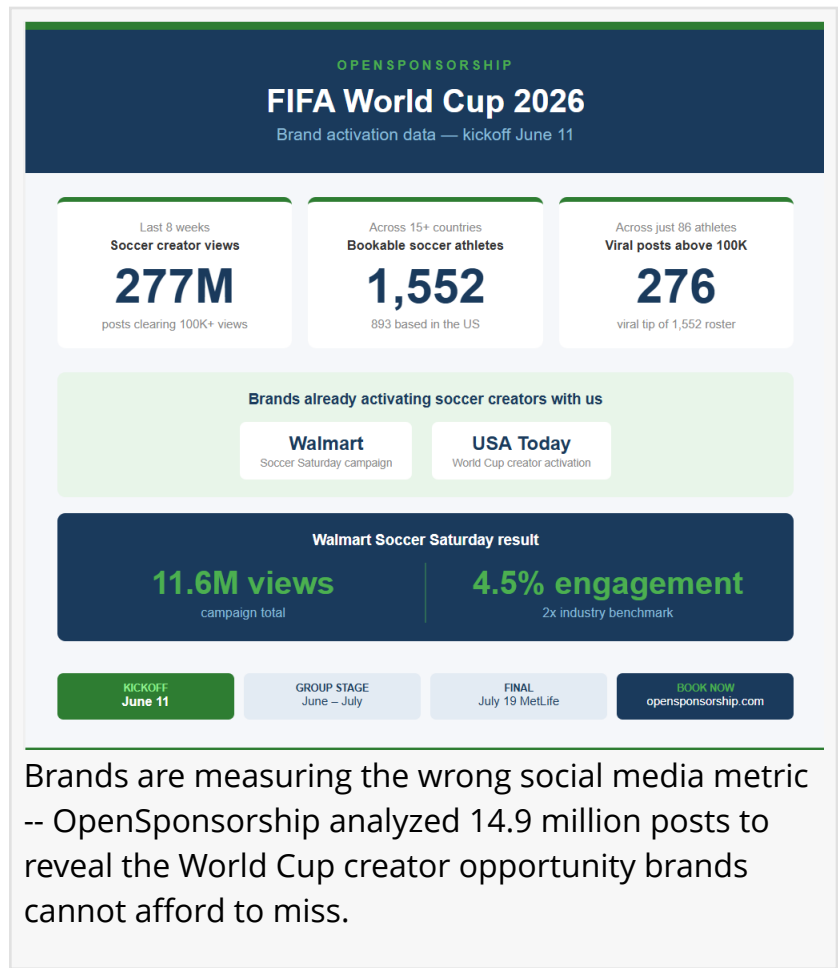 OPENSPONSORSHIP
FIFA World Cup 2026
Brand activation data — kickoff June 11
Last 8 weeks
Soccer creator views
277M
posts clearing 100K+ views
Across 15+ countries
Bookable soccer athletes
1,552
893 based in the US
Across just 86 athletes
Viral posts above 100K
276
viral tip of 1,552 roster
Brands already activating soccer creators with us
Walmart
Soccer Saturday campaign
USA Today
World Cup creator activation
Walmart Soccer Saturday result
11.6M views
campaign total
4.5% engagement
2x industry benchmark
KICKOFF
June 11
GROUP STAGE
June – July
FINAL
July 19 MetLife
BOOK NOW
opensponsorship.com
Brands are measuring the wrong social media metric
-- OpenSponsorship analyzed 14.9 million posts to
reveal the World Cup creator opportunity brands
cannot afford to miss.